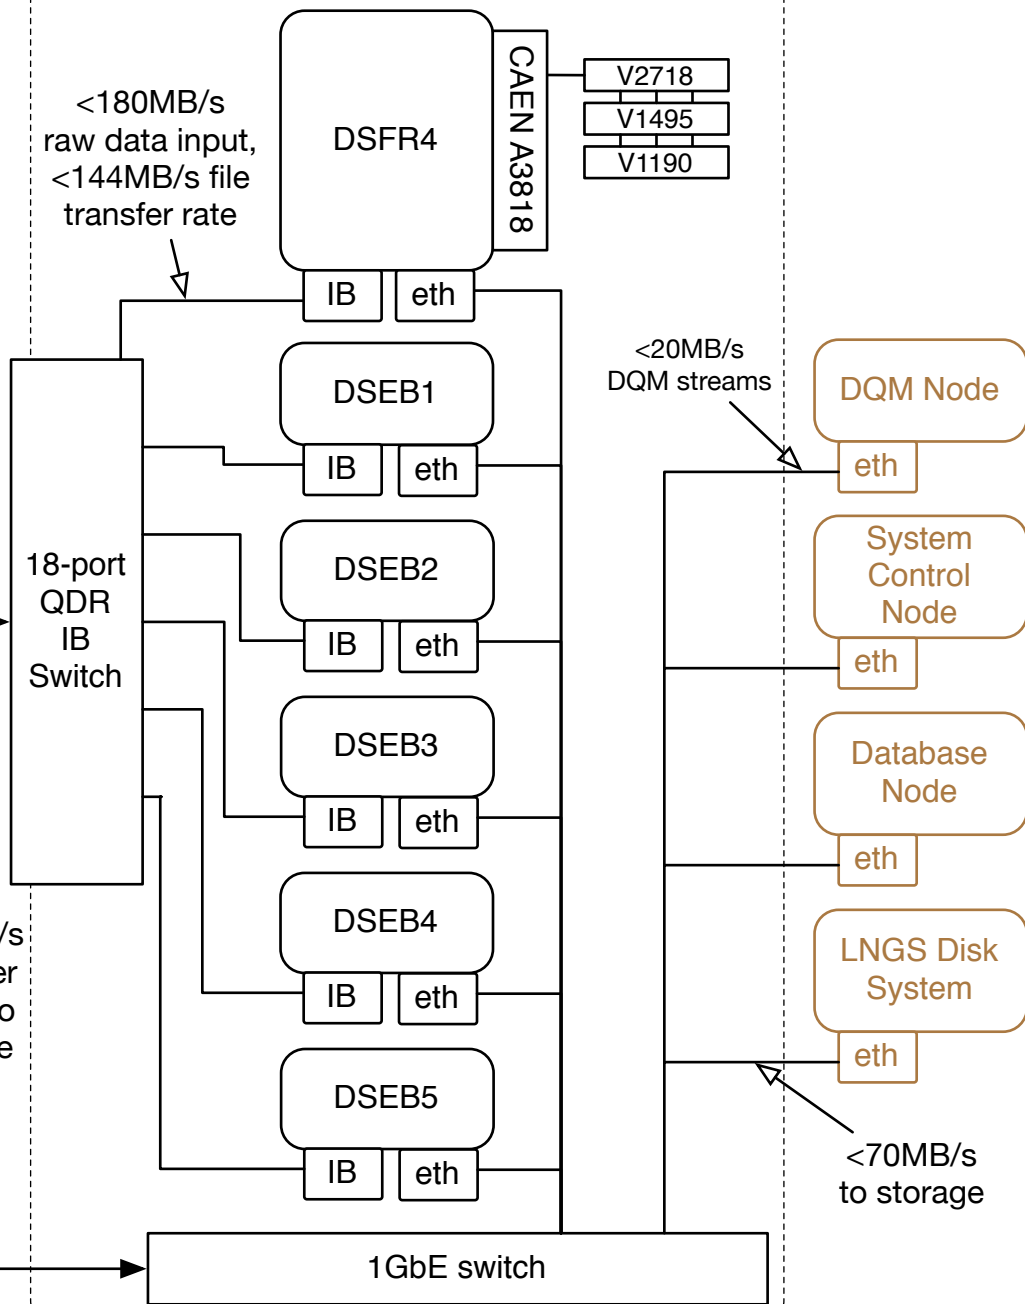 <180MB/s
raw data input,
<144MB/s file
transfer rate
DSFR4
CAEN A3818
V2718
V1495
V1190
IB
eth
DSEB1
IB
eth
DSEB2
IB
eth
DSEB3
IB
eth
DSEB4
IB
eth
DSEB5
IB
eth
18-port
QDR
IB
Switch
/s
er
o
e
1GbE switch
<20MB/s
DQM streams
DQM Node
eth
System
Control
Node
eth
Database
Node
eth
LNGS Disk
System
eth
<70MB/s
to storage